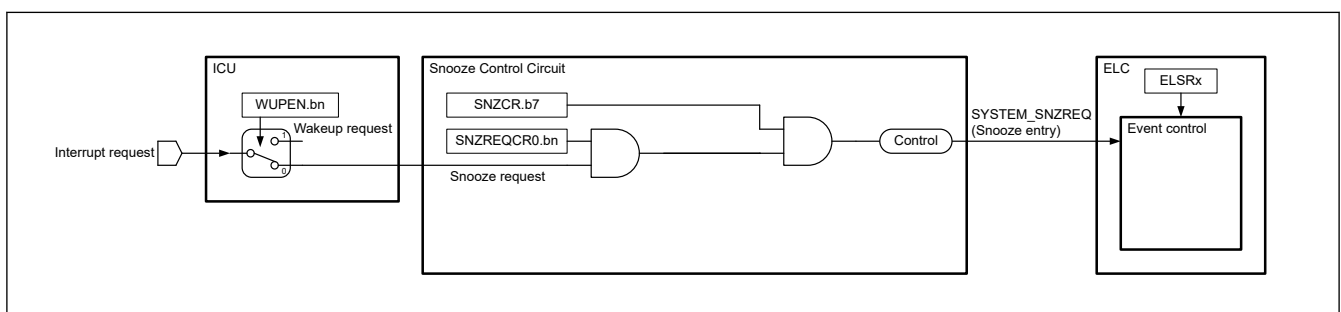 ICU
WUPEN.bn
1
Wakeup request
Interrupt request
0
Snooze Control Circuit
SNZCR.b7
SNZREQCR0.bn
Snooze request
Control
SYSTEM_SNZREQ
(Snooze entry)
ELC
ELSRx
Event control